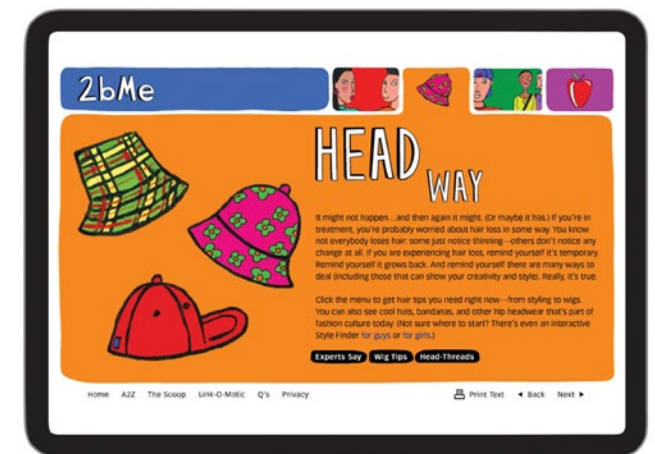 2bMe
HEAD
WAY
It might not happen...and then again it might. (Or maybe it has.) If you're in
treatment, you're probably worried about hair loss in some way. You know
not everybody loses hair: some just notice thinning—others don't notice any
change at all. If you are experiencing hair loss, remind yourself it's temporary.
Remind yourself it grows back. And remind yourself there are many ways to
deal (including those that can show your creativity and style). Really, it's true.
Click the menu to get hair tips you need right now—from styling to wigs.
You can also see cool hats, bandanas, and other hip headwear that's part of
fashion culture today. (Not sure where to start? There's even an interactive
Style Finder for guys or for girls.)
Experts Say Wig Tips Head-Threads
Home A2Z The Scoop Link-O-Matic Q's Privacy Print Text Back Next